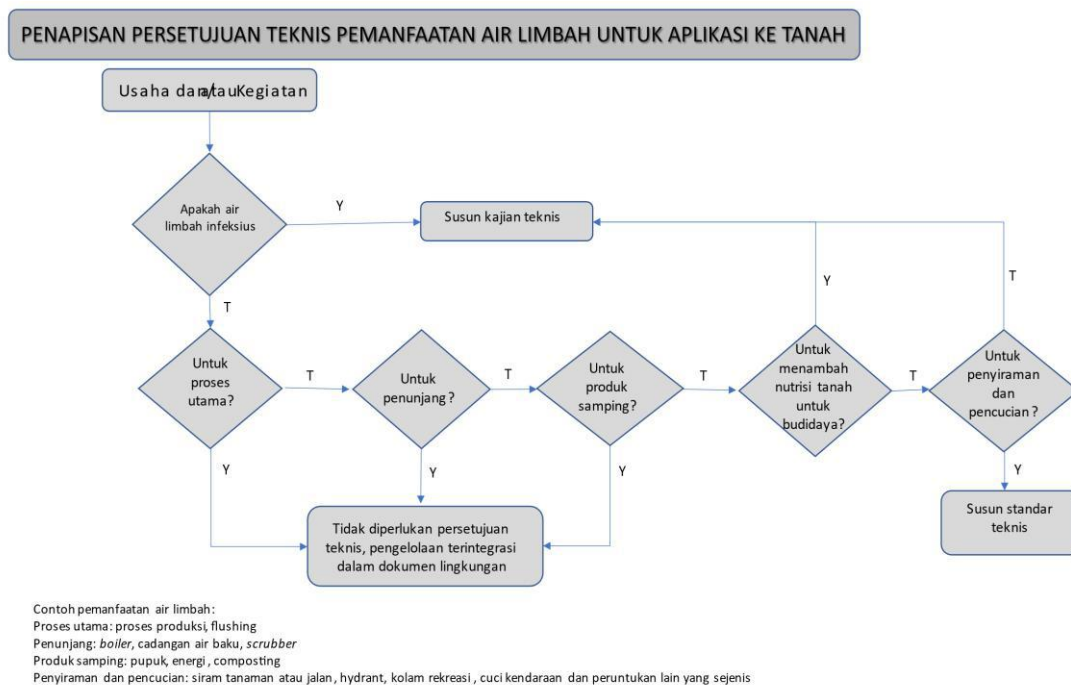 PENAPISAN PERSETUJUAN TEKNIS PEMANFAATAN AIR LIMBAH UNTUK APLIKASI KE TANAH
Usaha dan/atau Kegiatan
Apakah air
limbah infeksius
Y
Susun kajian teknis
T
Y
T
Untuk
proses
utama?
T
Untuk
penunjang?
T
Untuk
produk
samping?
T
Untuk
menambah
nutrisi tanah
untuk
budidaya?
T
Untuk
penyiraman
dan
pencucian?
Y
Y
Y
Y
Tidak diperlukan persetujuan
teknis, pengelolaan terintegrasi
dalam dokumen lingkungan
Susun standar
teknis
Contoh pemanfaatan air limbah:
Proses utama: proses produksi, flushing
Penunjang: boiler, cadangan air baku, scrubber
Produk samping: pupuk, energi, composting
Penyiraman dan pencucian: siram tanaman atau jalan, hydrant, kolam rekreasi, cuci kendaraan dan peruntukan lain yang sejenis